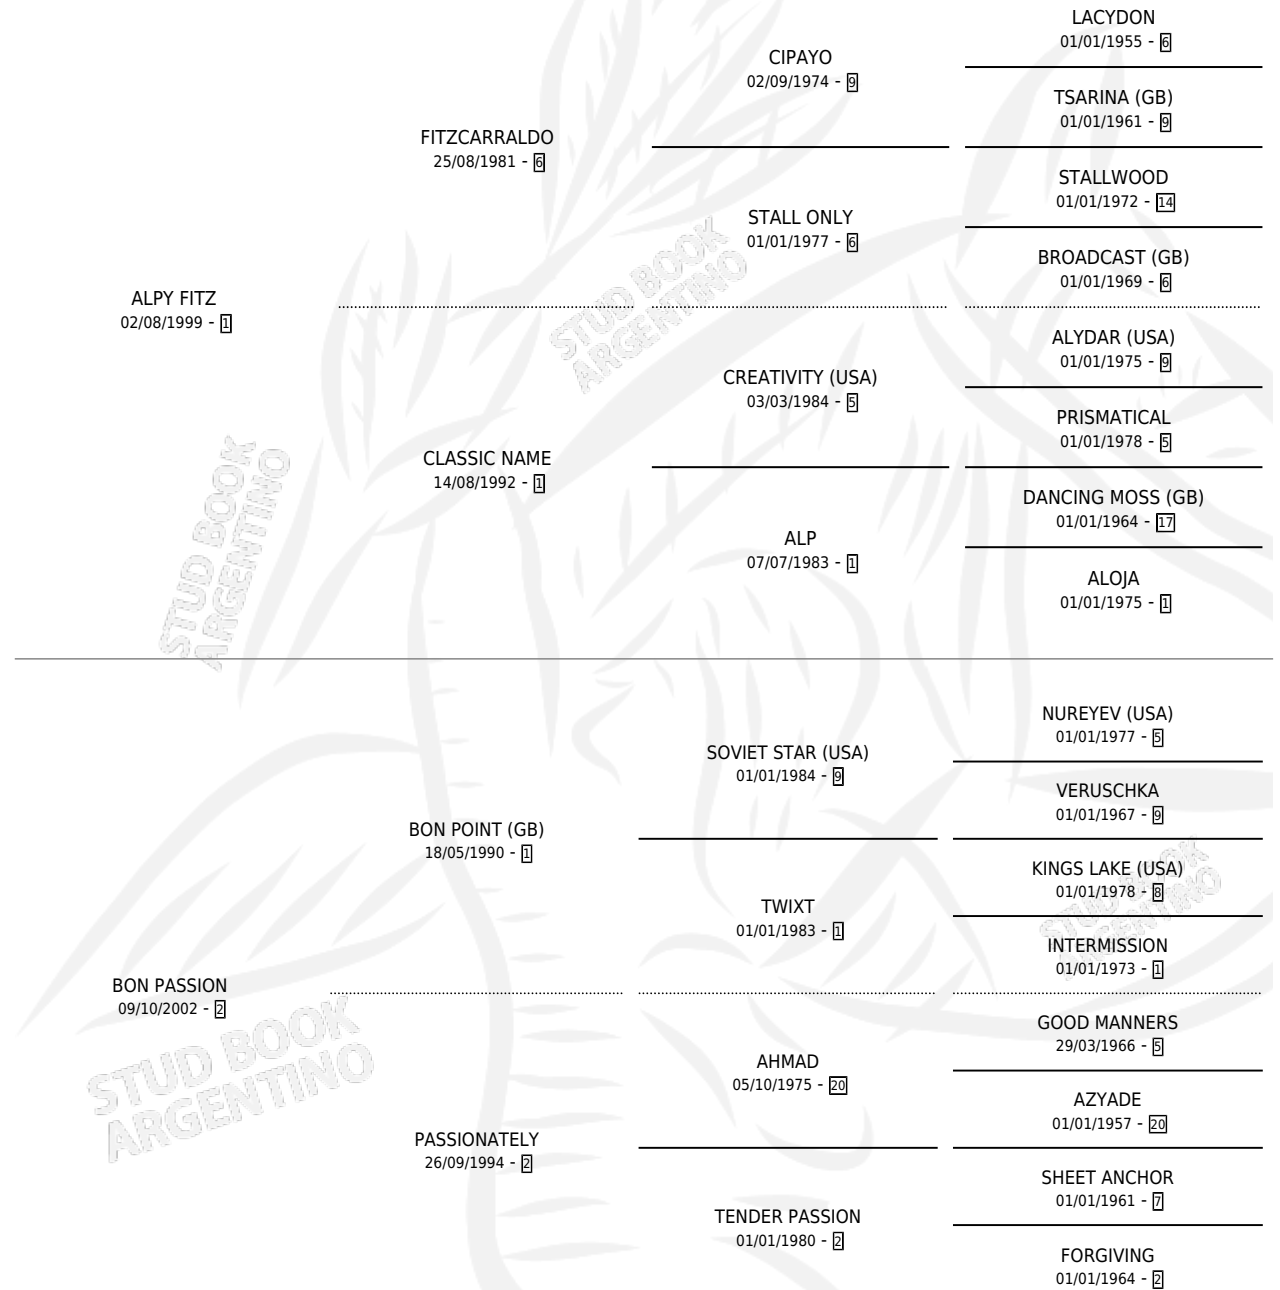 LACYDON
01/01/1955 - 6
CIPAYO
02/09/1974 - 9
TSARINA (GB)
01/01/1961 - 9
FITZCARRALDO
25/08/1981 - 6
STALLWOOD
01/01/1972 - 14
STALL ONLY
01/01/1977 - 6
BROADCAST (GB)
01/01/1969 - 6
ALPY FITZ
02/08/1999 - 1
ALYDAR (USA)
01/01/1975 - 9
CREATIVITY (USA)
03/03/1984 - 5
PRISMATICAL
01/01/1978 - 5
CLASSIC NAME
14/08/1992 - 1
DANCING MOSS (GB)
01/01/1964 - 17
ALP
07/07/1983 - 1
ALOJA
01/01/1975 - 1
NUREYEV (USA)
01/01/1977 - 5
SOVIET STAR (USA)
01/01/1984 - 9
VERUSCHKA
01/01/1967 - 9
BON POINT (GB)
18/05/1990 - 1
KINGS LAKE (USA)
01/01/1978 - 8
TWIXT
01/01/1983 - 1
INTERMISSION
01/01/1973 - 1
BON PASSION
09/10/2002 - 2
GOOD MANNERS
29/03/1966 - 5
AHMAD
05/10/1975 - 20
AZYADE
01/01/1957 - 20
PASSIONATELY
26/09/1994 - 2
SHEET ANCHOR
01/01/1961 - 7
TENDER PASSION
01/01/1980 - 2
FORGIVING
01/01/1964 - 2
STUD BOOK
ARGENTINO
STUD BOOK
ARGENTINO
STUD BOOK
ARGENTINO
STUD BOOK
ARGENTINO